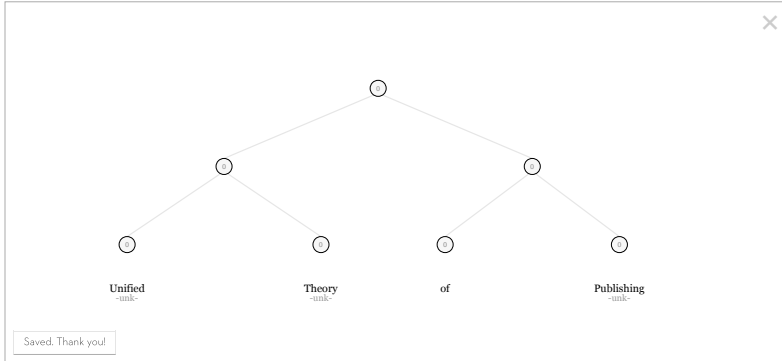 0
0 0
0 0 0 0
Unified Theory of Publishing
-unk- -unk- -unk-
Saved. Thank you!